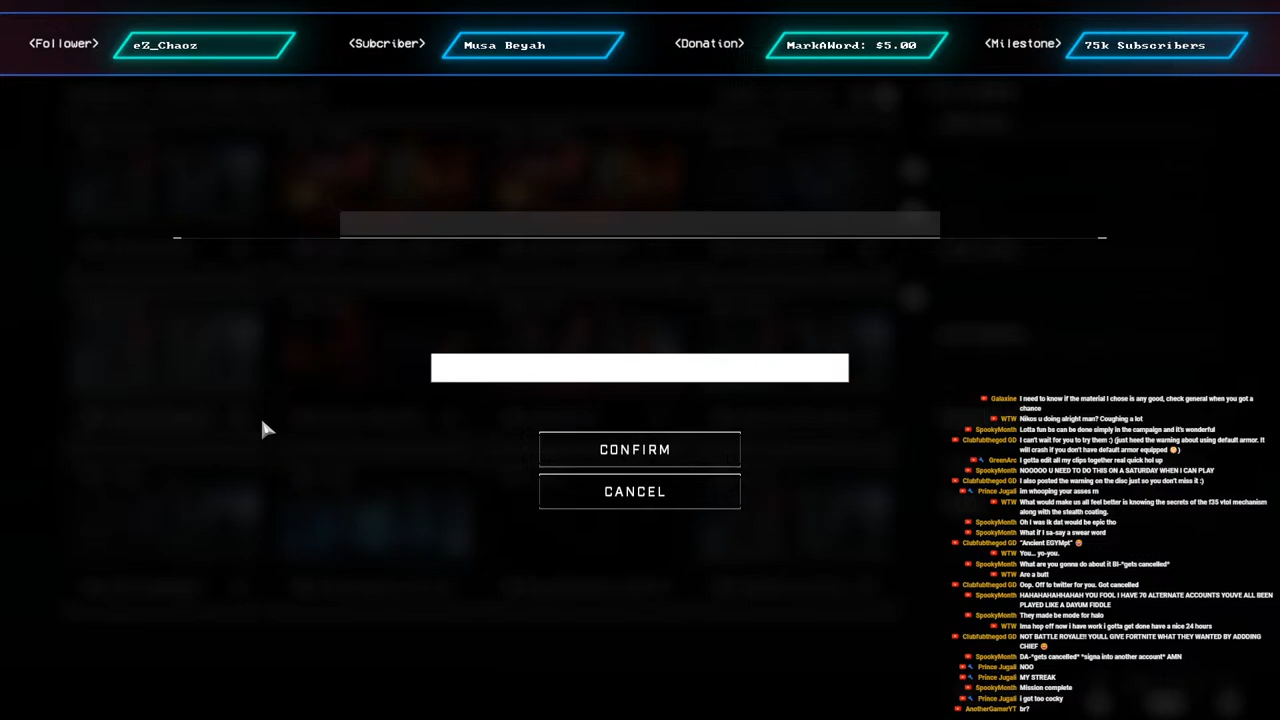 <Follower> eZ_Chaoz <Subcriber> Musa Beyah <Donation> MarkAWord: $5.00 <Milestone> 75k Subscribers
CONFIRM
CANCEL
Galaxine I need to know if the material I chose is any good, check general when you got a
chance
WTW Nikos u doing alright man? Coughing a lot
SpookyMonth Lotta fun bs can be done simply in the campaign and it's wonderful
Clubfubthegod GD I can't wait for you to try them :) (just heed the warning about using default armor. It
will crash if you don't have default armor equipped 😊)
GreenArc I gotta edit all my clips together real quick hol up
SpookyMonth NOOOOO U NEED TO DO THIS ON A SATURDAY WHEN I CAN PLAY
Clubfubthegod GD I also posted the warning on the disc just so you don't miss it :)
Prince Jugali im whooping your asses rn
WTW What would make us all feel better is knowing the secrets of the f35 vtol mechanism
along with the stealth coating.
SpookyMonth Oh I was Ik dat would be epic tho
SpookyMonth What if I sa-say a swear word
Clubfubthegod GD "Ancient EGYMpt"
WTW You... yo-you.
SpookyMonth What are you gonna do about it BI-*gets cancelled*
WTW Are a butt
Clubfubthegod GD Oop. Off to twitter for you. Got cancelled
SpookyMonth HAHAHAHAHHAHAH YOU FOOL I HAVE 70 ALTERNATE ACCOUNTS YOUVE ALL BEEN
PLAYED LIKE A DAYUM FIDDLE
SpookyMonth They made be mode for halo
WTW Ima hop off now i have work i gotta get done have a nice 24 hours
Clubfubthegod GD NOT BATTLE ROYALE!!! YOULL GIVE FORTNITE WHAT THEY WANTED BY ADDDING
CHIEF
SpookyMonth DA-*gets cancelled* *signa into another account* AMN
Prince Jugali NOO
Prince Jugali MY STREAK
SpookyMonth Mission complete
Prince Jugali i got too cocky
AnotherGamerYT br?